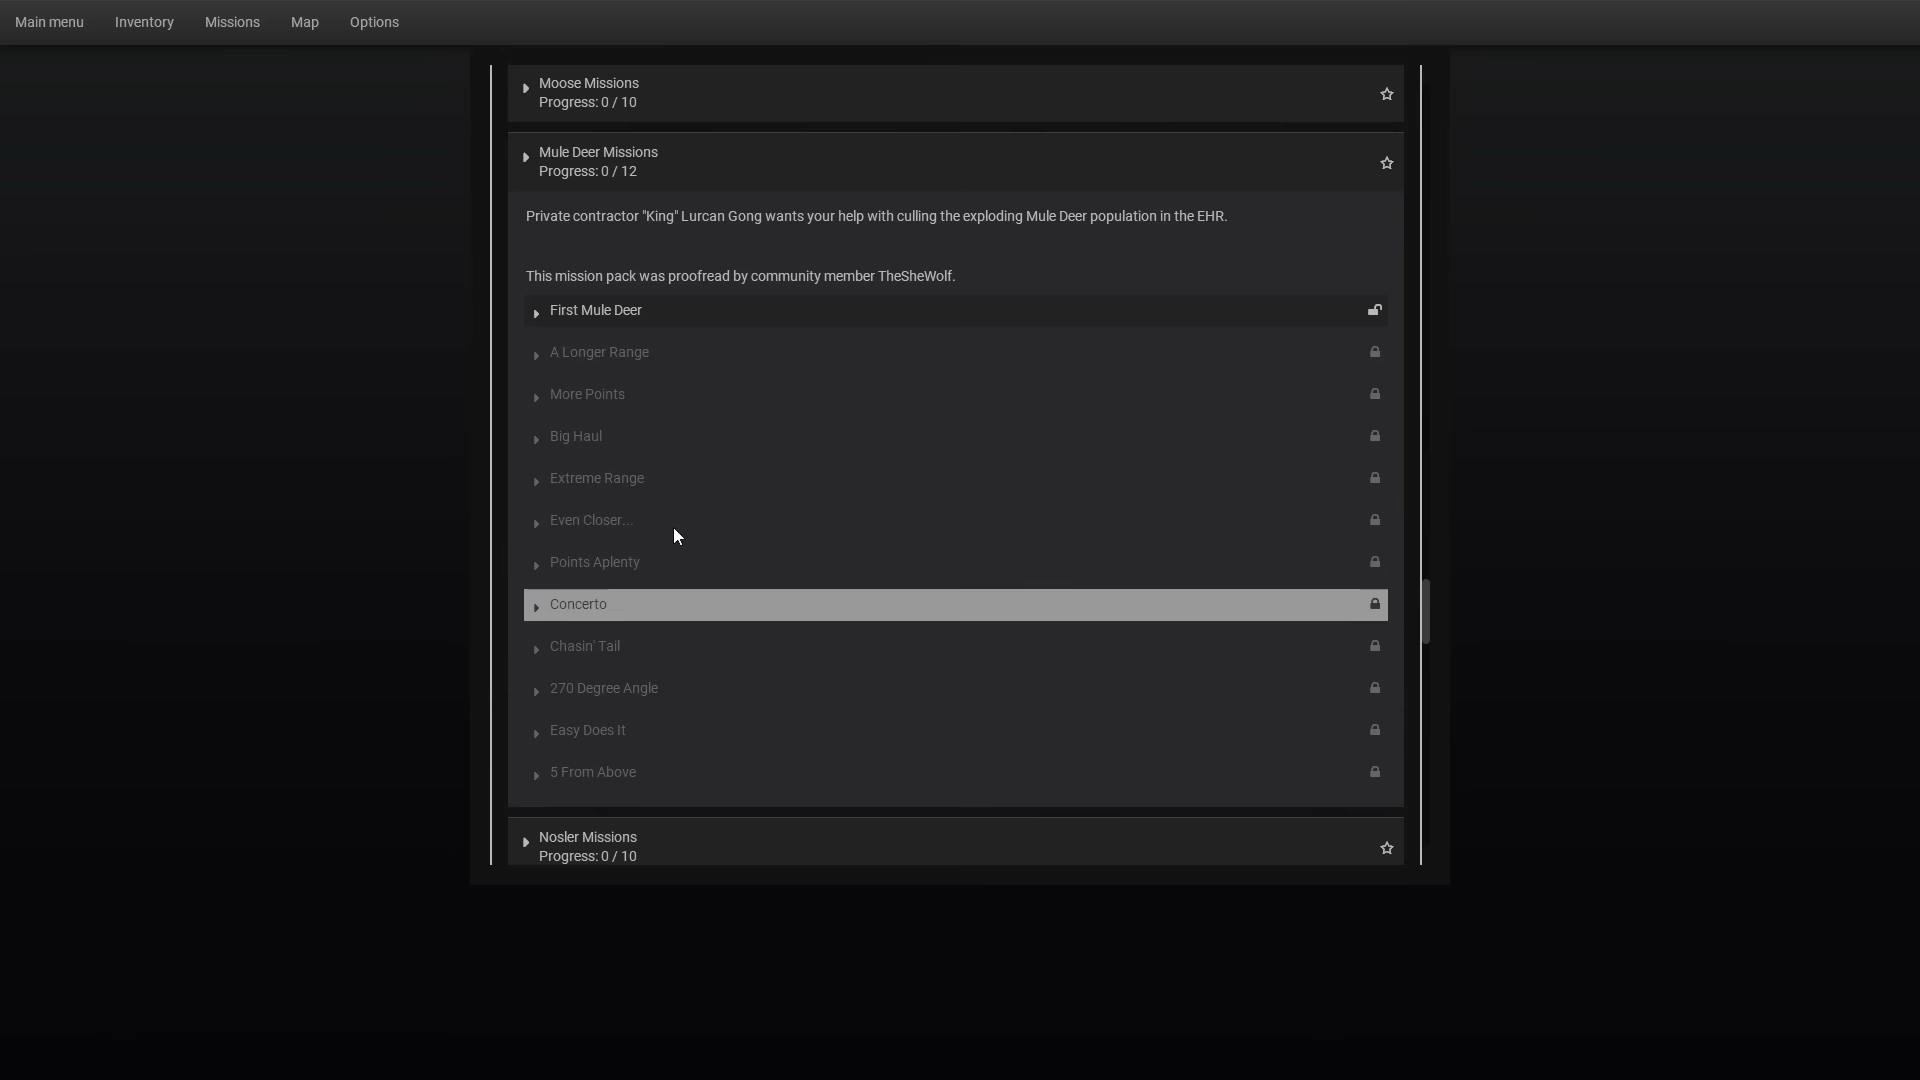 Main menu Inventory Missions Map Options
Moose Missions
Progress: 0 / 10
Mule Deer Missions
Progress: 0 / 12
Private contractor "King" Lurcan Gong wants your help with culling the exploding Mule Deer population in the EHR.
This mission pack was proofread by community member TheSheWolf.
First Mule Deer
A Longer Range
More Points
Big Haul
Extreme Range
Even Closer...
Points Aplenty
Concerto
Chasin' Tail
270 Degree Angle
Easy Does It
5 From Above
Nosler Missions
Progress: 0 / 10